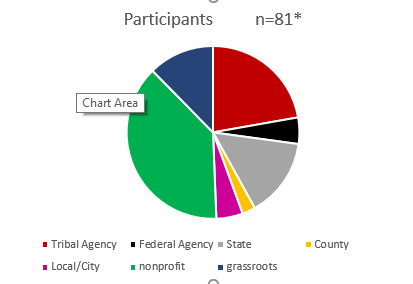 Participants n=81*
Chart Area
Tribal Agency Federal Agency State County
Local/City nonprofit grassroots